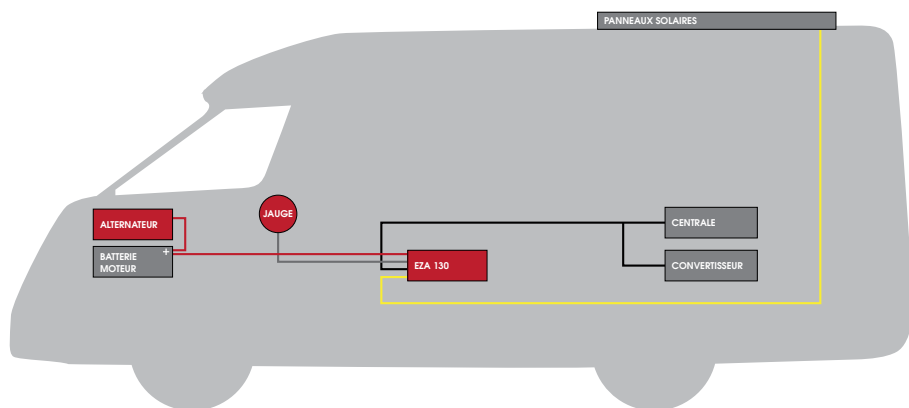 PANNEAUX SOLAIRES
ALTERNATEUR
JAUGE
CENTRALE
BATTERIE +
MOTEUR
EZA 130
CONVERTISSEUR